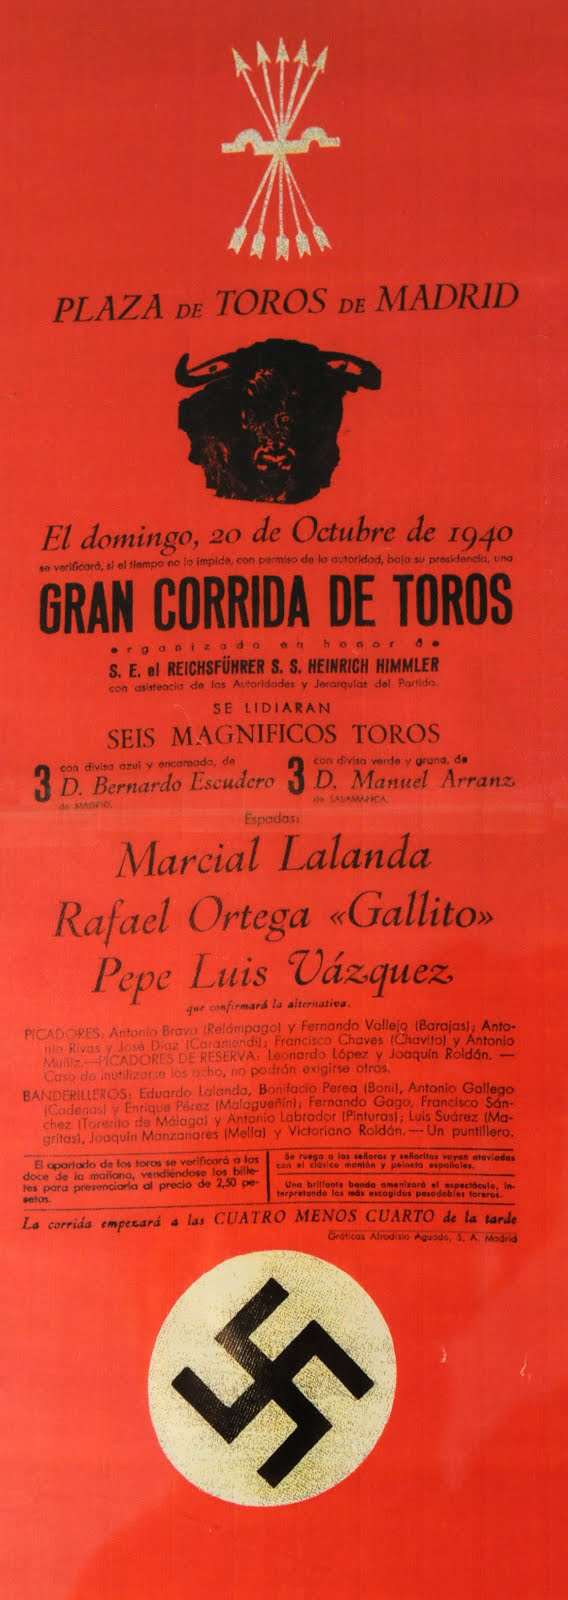 PLAZA DE TOROS DE MADRID
El domingo, 20 de Octubre de 1940
se verificará, si el tiempo no lo impide, con permiso de la autoridad, bajo su presidencia, una
GRAN CORRIDA DE TOROS
organizada en honor de
S. E. el REICHSFÜHRER S. S. HEINRICH HIMMLER
con asistencia de las Autoridades y Jerarquías del Partido.
SE LIDIARAN
SEIS MAGNIFICOS TOROS
3 con divisa azul y encarnada, de
D. Bernardo Escudero
de MADRID.
3 con divisa verde y grana, de
D. Manuel Arranz
de SALAMANCA.
Espadas:
Marcial Lalanda
Rafael Ortega «Gallito»
Pepe Luis Vázquez
que confirmará la alternativa.
PICADORES: Antonio Bravo (Relámpago) y Fernando Vallejo (Barajas); Anto-
nio Rivas y José Díaz (Caramendi); Francisco Chaves (Chavito) y Antonio
Muñiz.—PICADORES DE RESERVA: Leonardo López y Joaquín Roldán. —
Caso de inutilizarse los ocho, no podrán exigirse otros.
BANDERILLEROS: Eduardo Lalanda, Bonifacio Perea (Boni), Antonio Gallego
(Cadenas) y Enrique Pérez (Malagueñín); Fernando Gago, Francisco Sán-
chez (Torerito de Málaga) y Antonio Labrador (Pinturas); Luis Suárez (Ma-
gritas), Joaquín Manzanares (Mella) y Victoriano Roldán.— Un puntillero.
El apartado de los toros se verificará a las
doce de la mañana, vendiéndose los bille-
tes para presenciarla al precio de 2,50 pe-
setas.
Se ruega a las señoras y señoritas vayan ataviadas
con el clásico mantón y peineta españoles.
Una brillante banda amenizará el espectáculo, in-
terpretando los más escogidos pasodobles toreros.
La corrida empezará a las CUATRO MENOS CUARTO de la tarde
Gráficas Afrodisio Aguado, S. A. Madrid